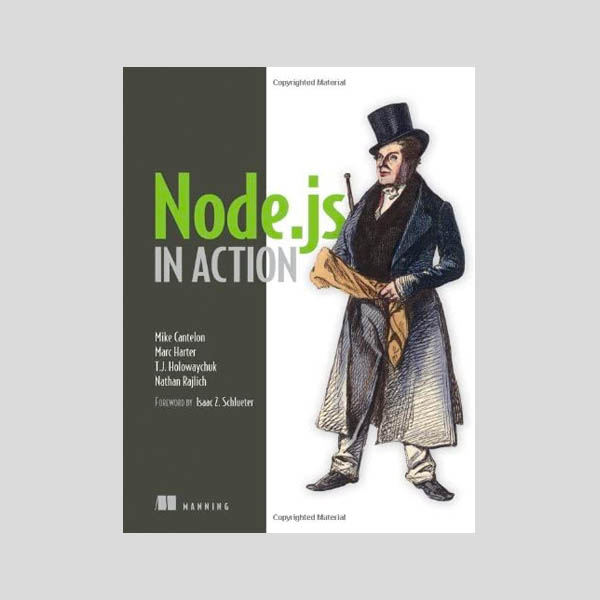 Copyrighted Material
Node.js
IN ACTION
Mike Cantelon
Marc Harter
T.J. Holowaychuk
Nathan Rajlich
FOREWORD BY Isaac Z. Schlueter
MANNING
Copyrighted Material